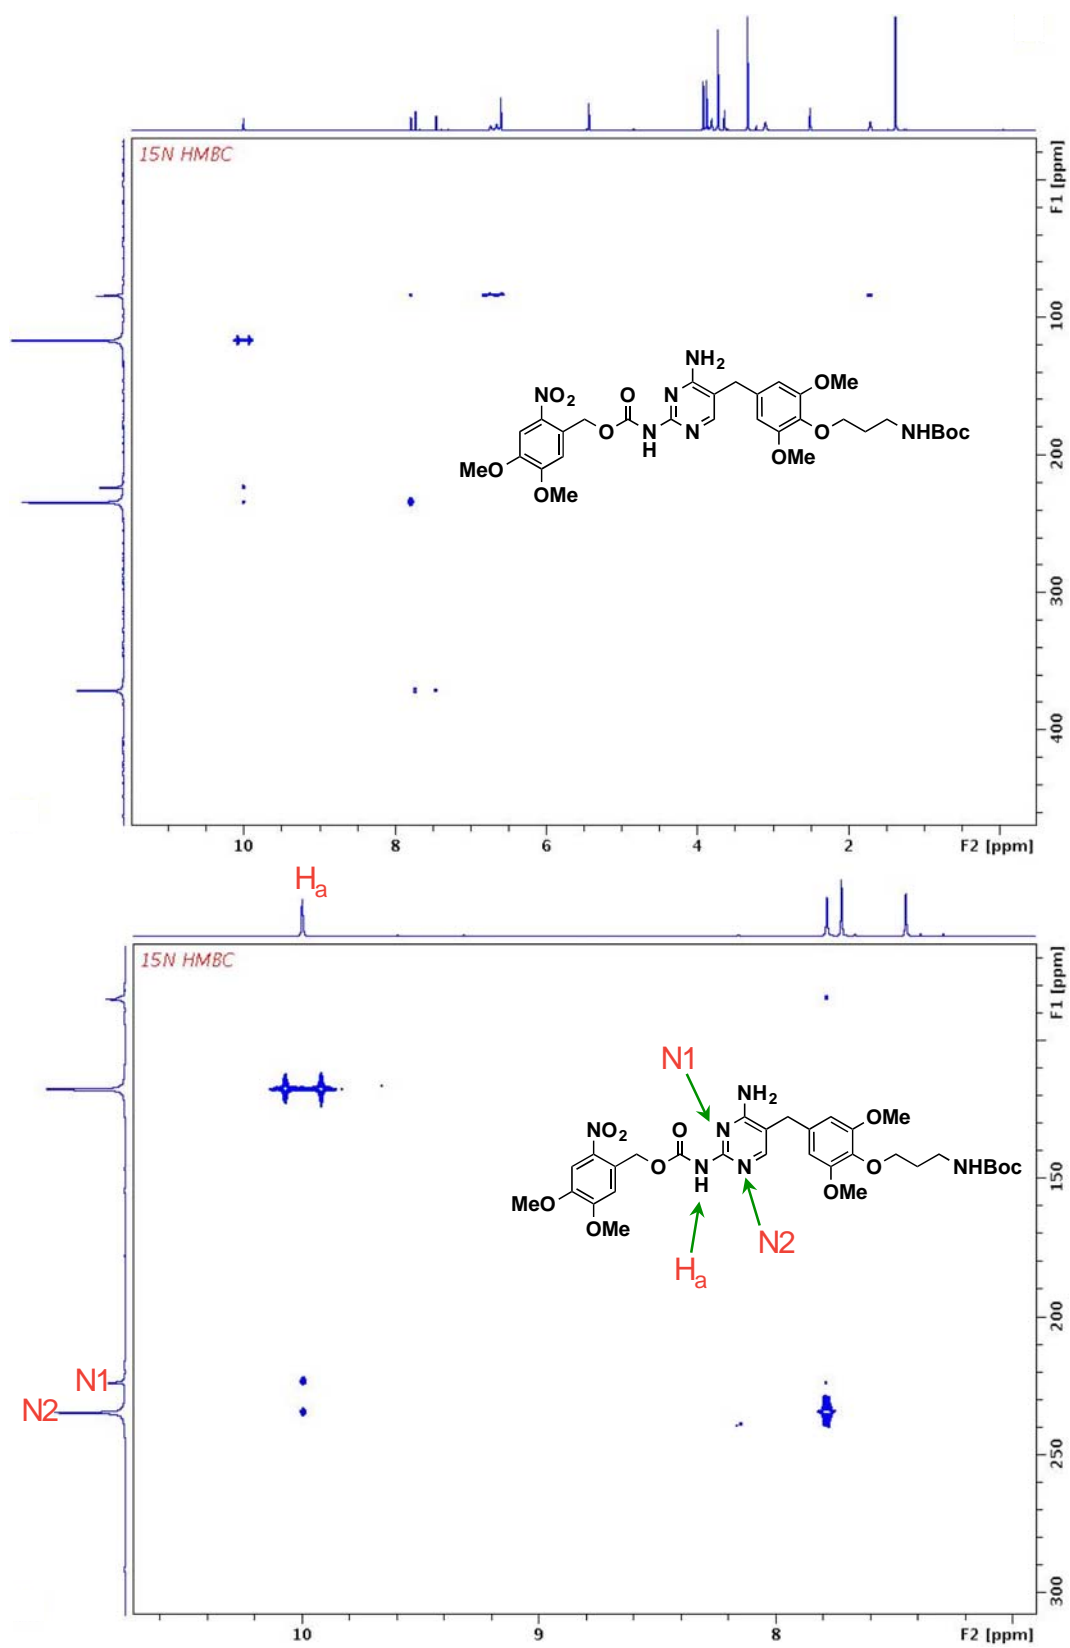 15N HMBC
F1 [ppm]
100
200
300
400
NH₂
NO₂
O
N
OMe
O
N
H
N
O
NHBoc
MeO
OMe
OMe
10
8
6
4
2
F2 [ppm]
Hₐ
15N HMBC
F1 [ppm]
150
200
250
300
N1
NH₂
NO₂
O
N
OMe
O
N
H
N
O
NHBoc
MeO
OMe
OMe
N2
Hₐ
N1
N2
10
9
8
F2 [ppm]